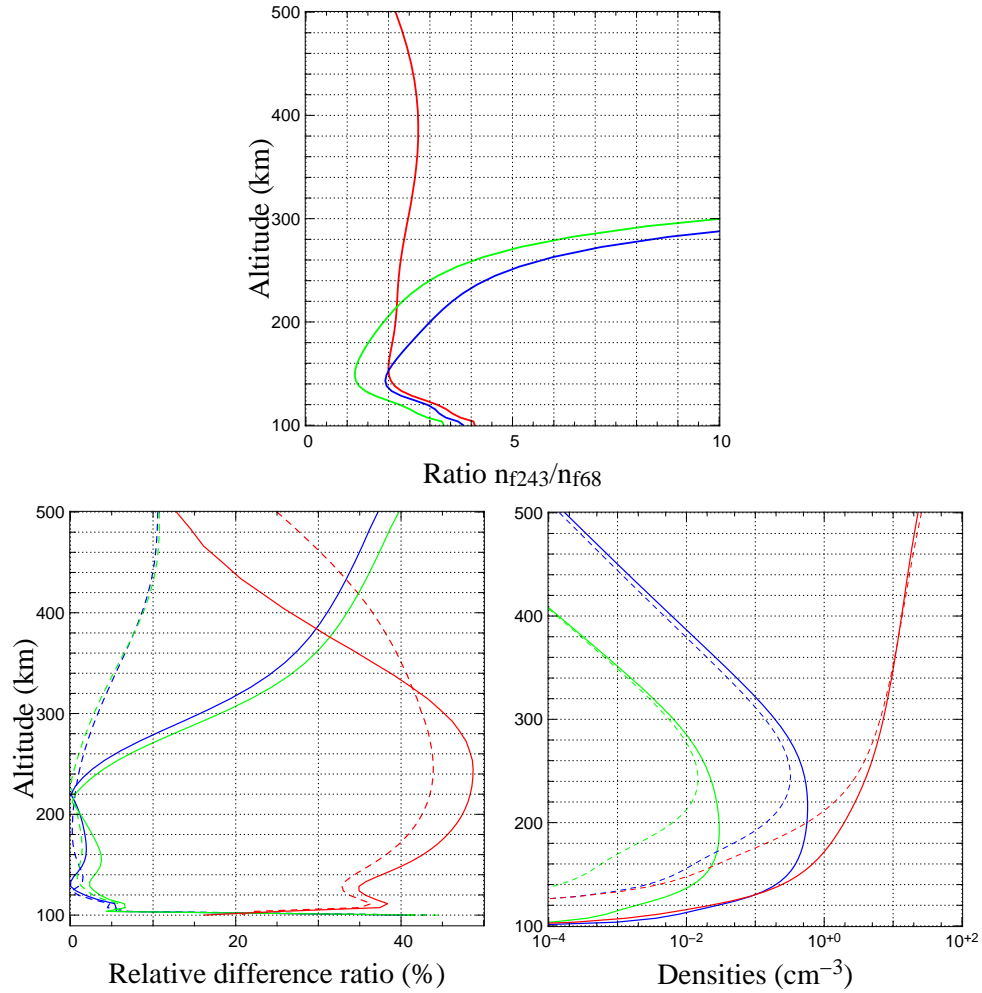 500
400
300
200
100
Altitude (km)
0 5 10
Ratio n_f243/n_f68
500
400
300
200
100
Altitude (km)
0 20 40
Relative difference ratio (%)
500
400
300
200
100
10⁻⁴ 10⁻² 10⁺⁰ 10⁺²
Densities (cm⁻³)